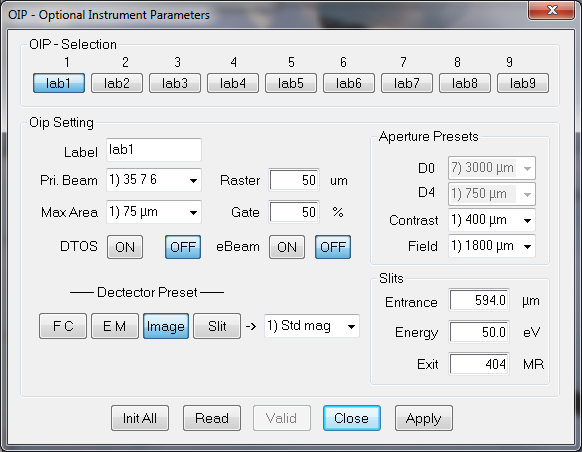 OIP - Optional Instrument Parameters
OIP - Selection
1 2 3 4 5 6 7 8 9
lab1 lab2 lab3 lab4 lab5 lab6 lab7 lab8 lab9
Oip Setting
Label lab1
Pri. Beam 1) 35 7 6 Raster 50 um
Max Area 1) 75 µm Gate 50 %
DTOS ON OFF eBeam ON OFF
Dectector Preset
F C E M Image Slit -> 1) Std mag
Aperture Presets
D0 7) 3000 µm
D4 1) 750 µm
Contrast 1) 400 µm
Field 1) 1800 µm
Slits
Entrance 594.0 µm
Energy 50.0 eV
Exit 404 MR
Init All Read Valid Close Apply